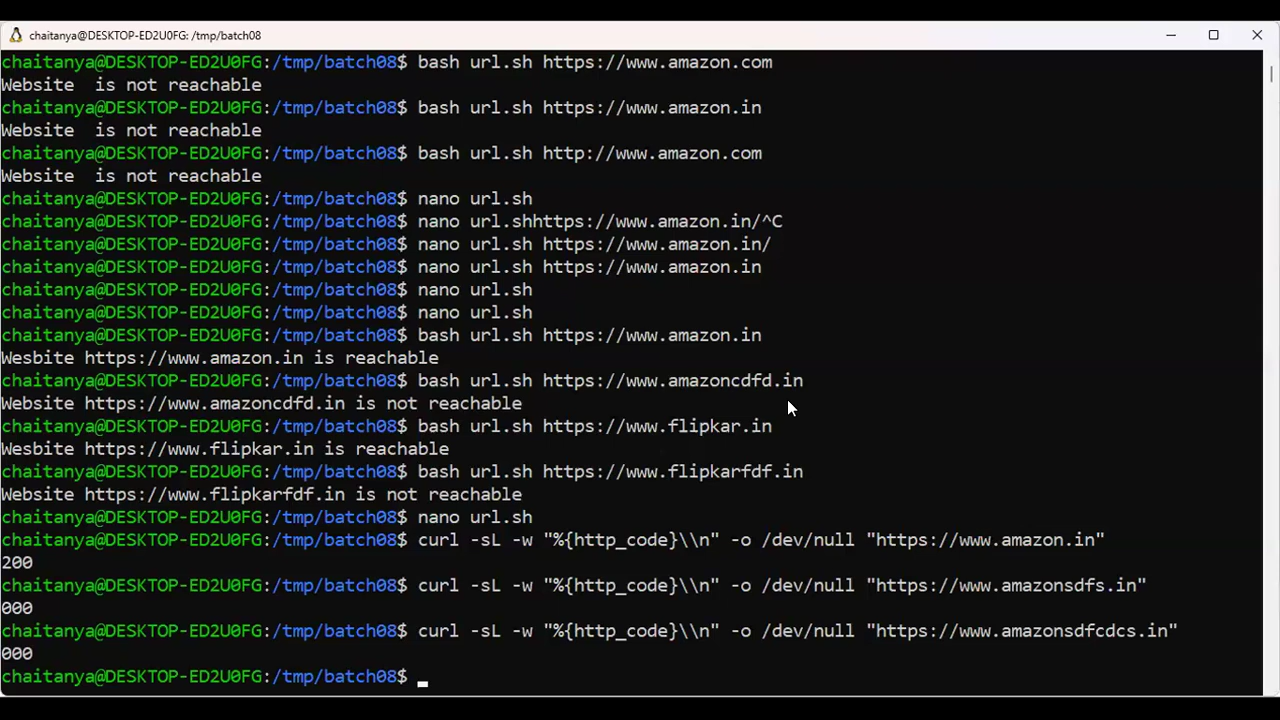 chaitanya@DESKTOP-ED2U0FG: /tmp/batch08
chaitanya@DESKTOP-ED2U0FG:/tmp/batch08$ bash url.sh https://www.amazon.com
Website  is not reachable
chaitanya@DESKTOP-ED2U0FG:/tmp/batch08$ bash url.sh https://www.amazon.in
Website  is not reachable
chaitanya@DESKTOP-ED2U0FG:/tmp/batch08$ bash url.sh http://www.amazon.com
Website  is not reachable
chaitanya@DESKTOP-ED2U0FG:/tmp/batch08$ nano url.sh
chaitanya@DESKTOP-ED2U0FG:/tmp/batch08$ nano url.shhttps://www.amazon.in/^C
chaitanya@DESKTOP-ED2U0FG:/tmp/batch08$ nano url.sh https://www.amazon.in/
chaitanya@DESKTOP-ED2U0FG:/tmp/batch08$ nano url.sh https://www.amazon.in
chaitanya@DESKTOP-ED2U0FG:/tmp/batch08$ nano url.sh
chaitanya@DESKTOP-ED2U0FG:/tmp/batch08$ nano url.sh
chaitanya@DESKTOP-ED2U0FG:/tmp/batch08$ bash url.sh https://www.amazon.in
Wesbite https://www.amazon.in is reachable
chaitanya@DESKTOP-ED2U0FG:/tmp/batch08$ bash url.sh https://www.amazoncdfd.in
Website https://www.amazoncdfd.in is not reachable
chaitanya@DESKTOP-ED2U0FG:/tmp/batch08$ bash url.sh https://www.flipkar.in
Wesbite https://www.flipkar.in is reachable
chaitanya@DESKTOP-ED2U0FG:/tmp/batch08$ bash url.sh https://www.flipkarfdf.in
Website https://www.flipkarfdf.in is not reachable
chaitanya@DESKTOP-ED2U0FG:/tmp/batch08$ nano url.sh
chaitanya@DESKTOP-ED2U0FG:/tmp/batch08$ curl -sL -w "%{http_code}\\n" -o /dev/null "https://www.amazon.in"
200
chaitanya@DESKTOP-ED2U0FG:/tmp/batch08$ curl -sL -w "%{http_code}\\n" -o /dev/null "https://www.amazonsdfs.in"
000
chaitanya@DESKTOP-ED2U0FG:/tmp/batch08$ curl -sL -w "%{http_code}\\n" -o /dev/null "https://www.amazonsdfcdcs.in"
000
chaitanya@DESKTOP-ED2U0FG:/tmp/batch08$